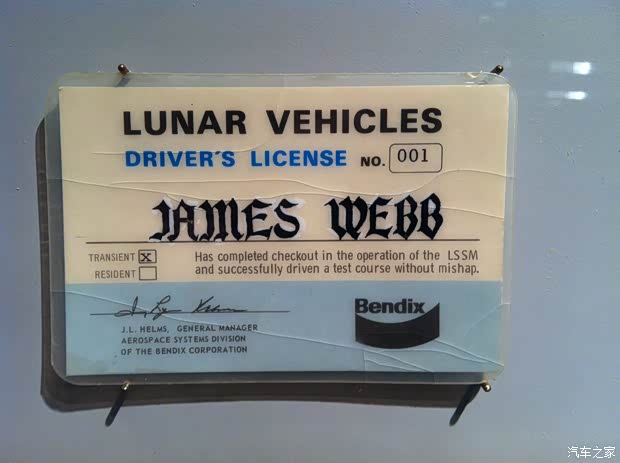 LUNAR VEHICLES
DRIVER'S LICENSE NO. 001
JAMES WEBB
TRANSIENT X
RESIDENT
Has completed checkout in the operation of the LSSM
and successfully driven a test course without mishap.
J.L. HELMS, GENERAL MANAGER
AEROSPACE SYSTEMS DIVISION
OF THE BENDIX CORPORATION
Bendix
汽车之家